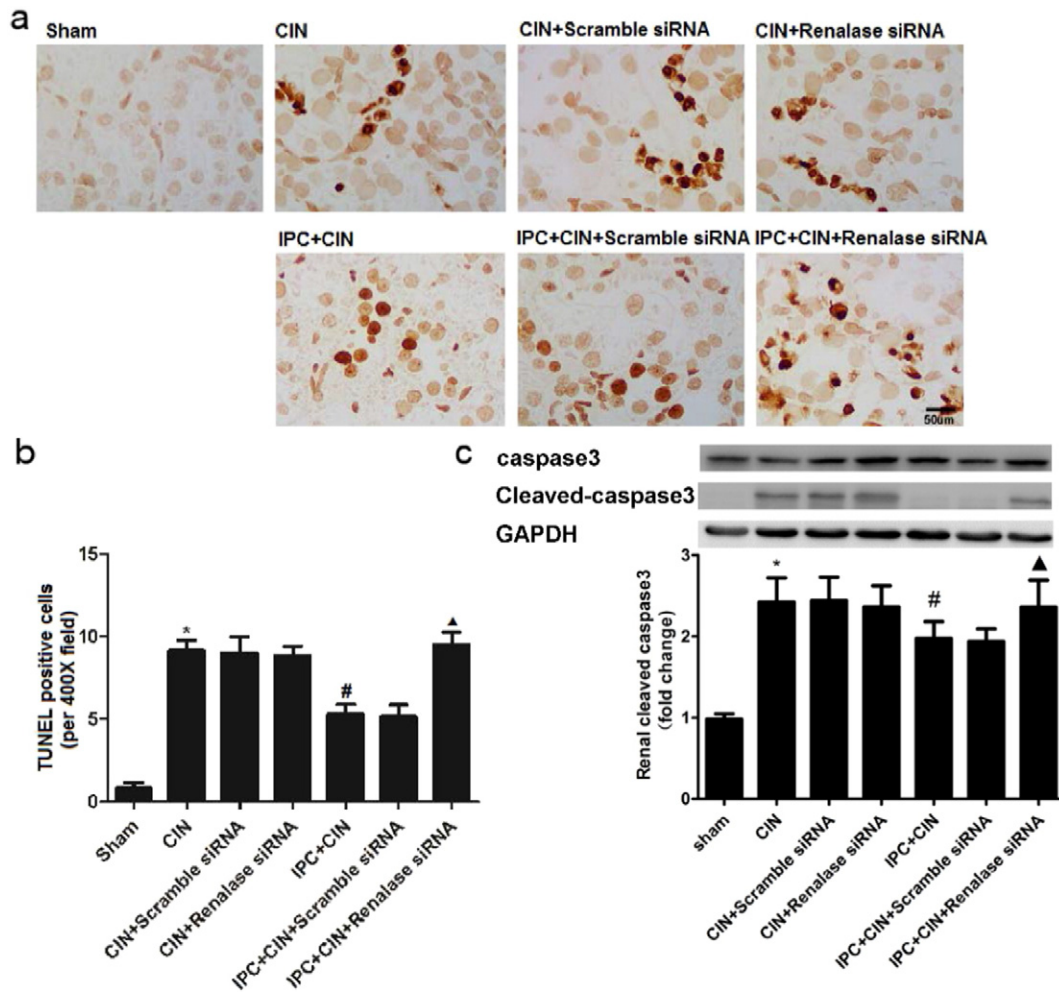 a
Sham
CIN
CIN+Scramble siRNA
CIN+Renalase siRNA
IPC+CIN
IPC+CIN+Scramble siRNA
IPC+CIN+Renalase siRNA
50um
b
TUNEL positive cells
(per 400X field)
15
10
5
0
*
#
▲
Sham
CIN
CIN+Scramble siRNA
CIN+Renalase siRNA
IPC+CIN
IPC+CIN+Scramble siRNA
IPC+CIN+Renalase siRNA
c
caspase3
Cleaved-caspase3
GAPDH
Renal cleaved caspase3
(fold change)
3
2
1
0
*
#
▲
sham
CIN
CIN+Scramble siRNA
CIN+Renalase siRNA
IPC+CIN
IPC+CIN+Scramble siRNA
IPC+CIN+Renalase siRNA